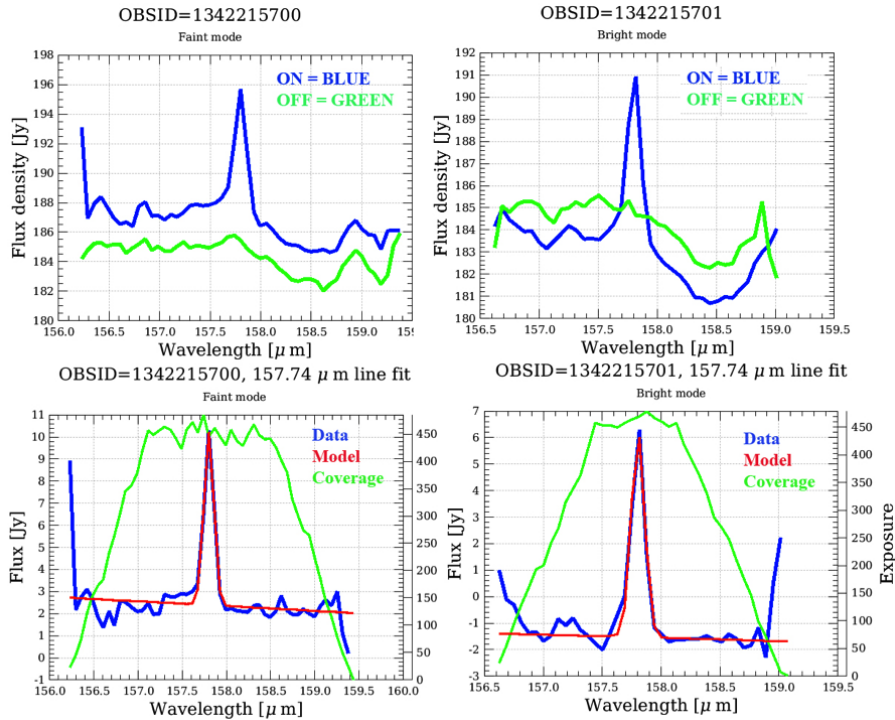 OBSID=1342215700
Faint mode
ON = BLUE
OFF = GREEN
Flux density [Jy]
198
196
194
192
190
188
186
184
182
180
156.0 156.5 157.0 157.5 158.0 158.5 159.0 159.5
Wavelength [μ m]
OBSID=1342215701
Bright mode
ON = BLUE
OFF = GREEN
Flux density [Jy]
192
191
190
189
188
187
186
185
184
183
182
181
180
156.5 157.0 157.5 158.0 158.5 159.0 159.5
Wavelength [μ m]
OBSID=1342215700, 157.74 μ m line fit
Faint mode
Data
Model
Coverage
Flux [Jy]
11
10
9
8
7
6
5
4
3
2
1
0
-1
450
400
350
300
250
200
150
100
50
0
156.0 156.5 157.0 157.5 158.0 158.5 159.0 159.5 160.0
Wavelength [μ m]
OBSID=1342215701, 157.74 μ m line fit
Bright mode
Data
Model
Coverage
Flux [Jy]
7
6
5
4
3
2
1
0
-1
-2
-3
450
400
350
300
250
200
150
100
50
0
Exposure
156.5 157.0 157.5 158.0 158.5 159.0 159.5
Wavelength [μ m]